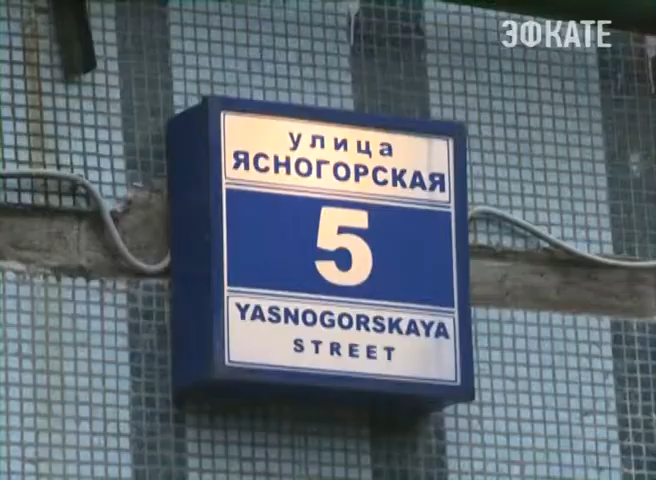 ЭФКАТЕ
улица
ЯСНОГОРСКАЯ
5
YASNOGORSKAYA
STREET